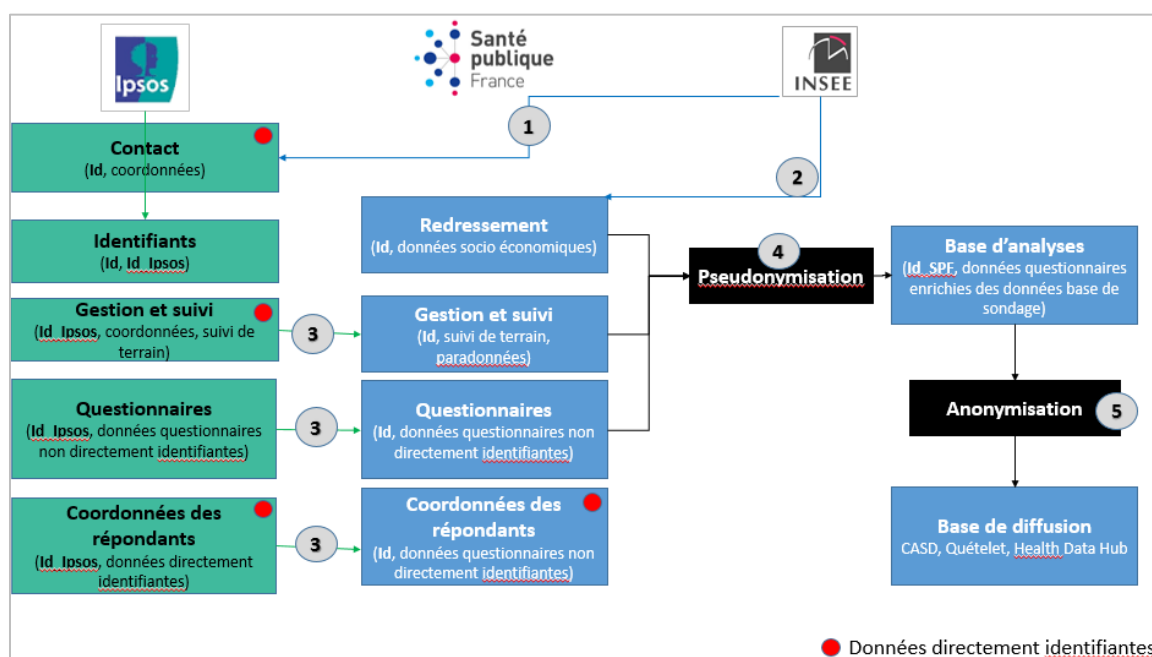 Ipsos
Santé
publique
France
INSEE
1
2
Contact
(Id, coordonnées)
Identifiants
(Id, Id_Ipsos)
Gestion et suivi
(Id_Ipsos, coordonnées, suivi de
terrain)
3
Questionnaires
(Id_Ipsos, données questionnaires
non directement identifiantes)
3
Coordonnées des
répondants
(Id_Ipsos, données directement
identifiantes)
3
Redressement
(Id, données socio économiques)
Gestion et suivi
(Id, suivi de terrain,
paradonnées)
Questionnaires
(Id, données questionnaires non
directement identifiantes)
Coordonnées des
répondants
(Id, données questionnaires non
directement identifiantes)
4
Pseudonymisation
Base d'analyses
(Id_SPF, données questionnaires
enrichies des données base de
sondage)
Anonymisation
5
Base de diffusion
CASD, Quételet, Health Data Hub
Données directement identifiantes